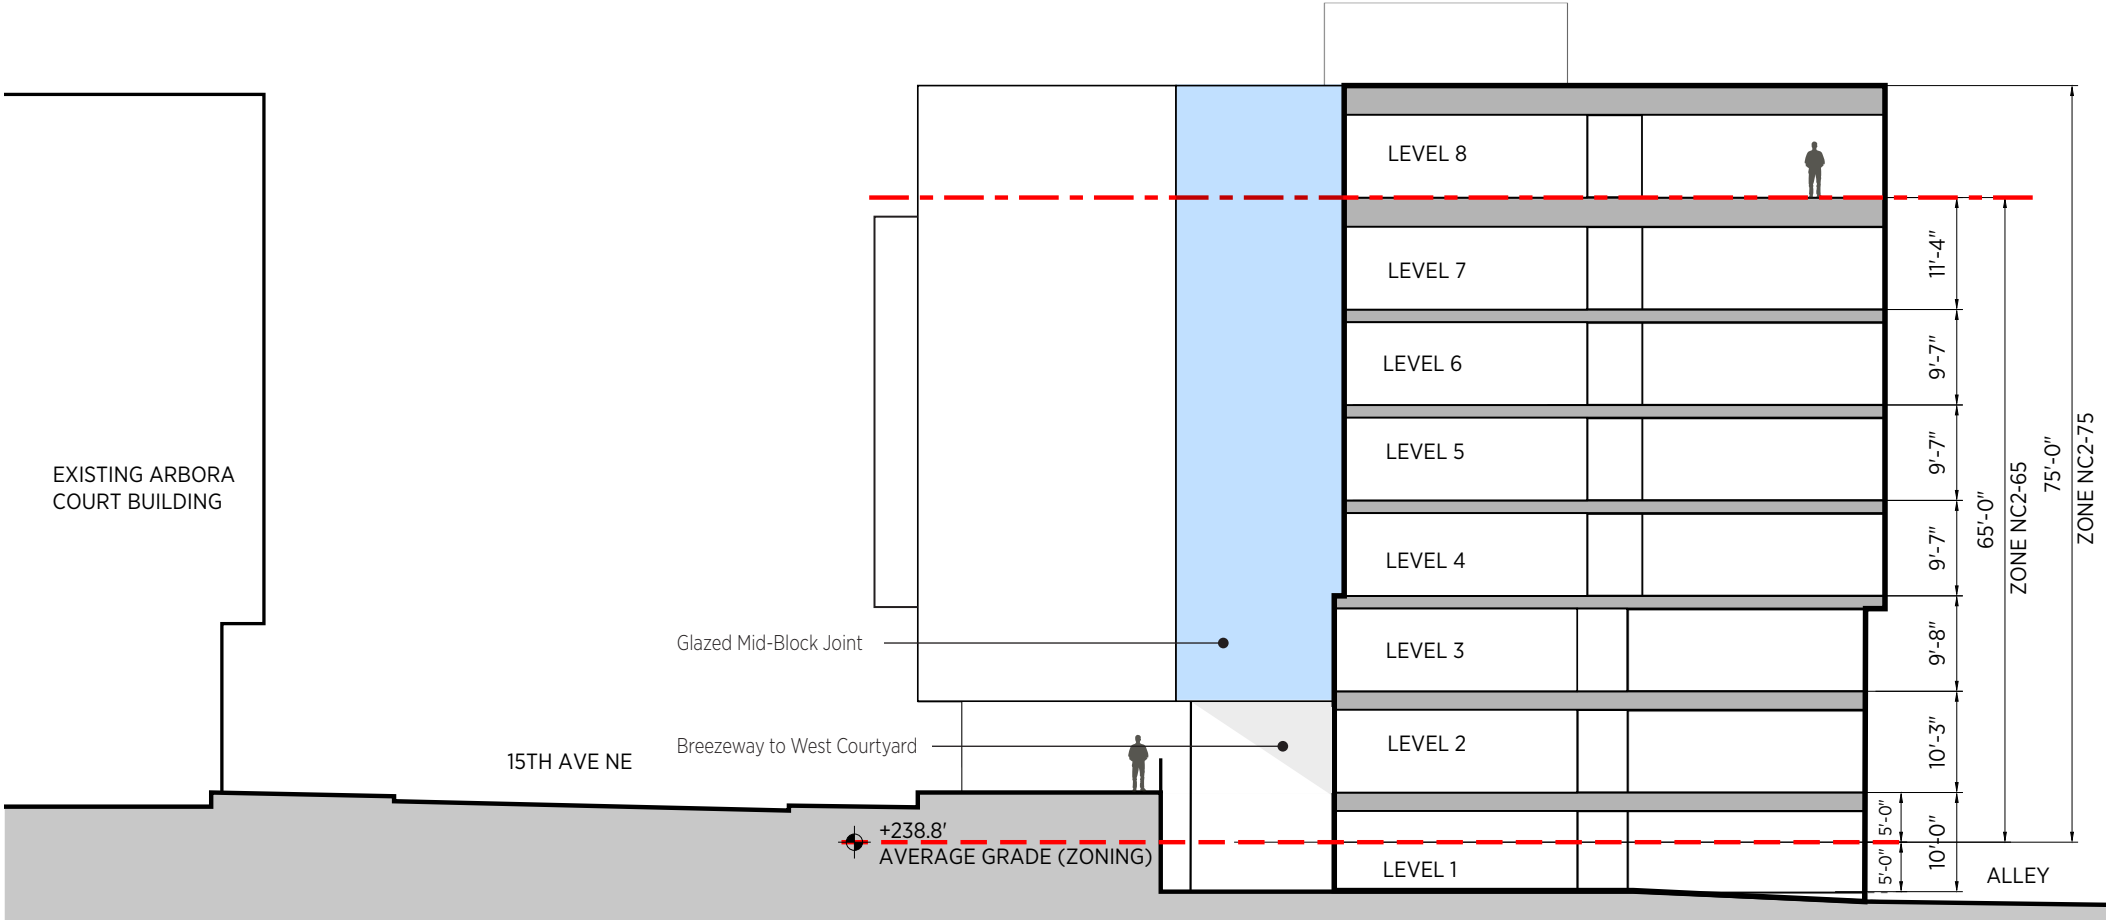 LEVEL 8
LEVEL 7
11'-4"
LEVEL 6
9'-7"
LEVEL 5
9'-7"
75'-0"
ZONE NC2-75
EXISTING ARBORA
COURT BUILDING
65'-0"
ZONE NC2-65
LEVEL 4
9'-7"
Glazed Mid-Block Joint
LEVEL 3
9'-8"
15TH AVE NE
Breezeway to West Courtyard
LEVEL 2
10'-3"
+238.8'
AVERAGE GRADE (ZONING)
LEVEL 1
5'-0"
5'-0"
10'-0"
ALLEY